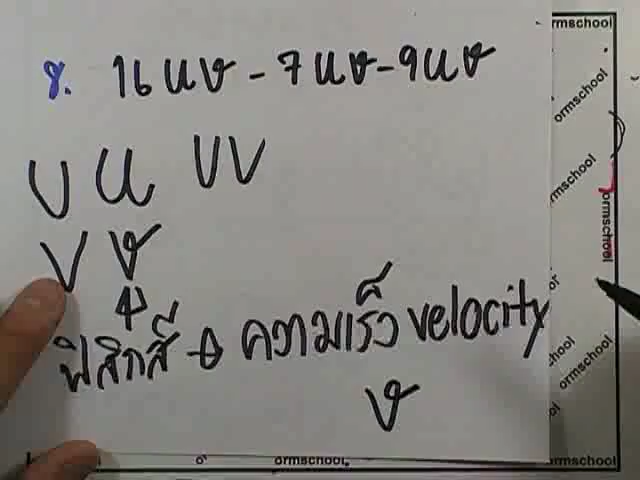 8. 16uv - 7uv - 9uv
U u UV
V v
ฟิสิกส์ → ความเร็ว velocity
v
ormschool
ormschool
ormschool
ormschool
ormschool
ormschool
ormschool